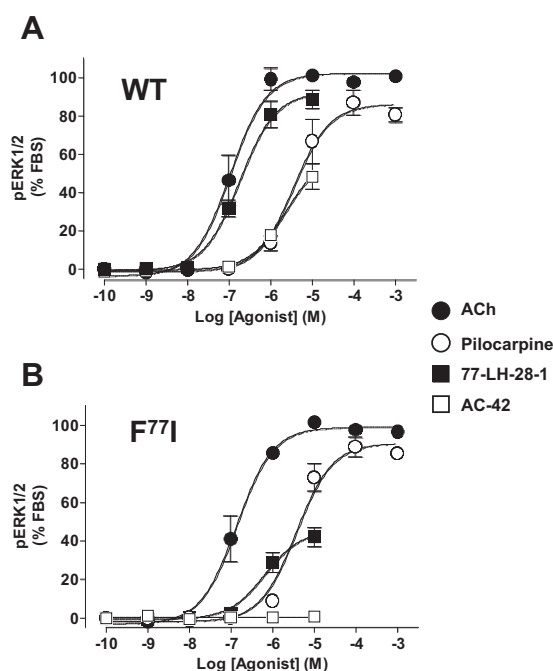 A
WT
100
80
60
40
20
0
pERK1/2
(% FBS)
-10 -9 -8 -7 -6 -5 -4 -3
Log [Agonist] (M)
ACh
Pilocarpine
77-LH-28-1
AC-42
B
F77I
100
80
60
40
20
0
pERK1/2
(% FBS)
-10 -9 -8 -7 -6 -5 -4 -3
Log [Agonist] (M)